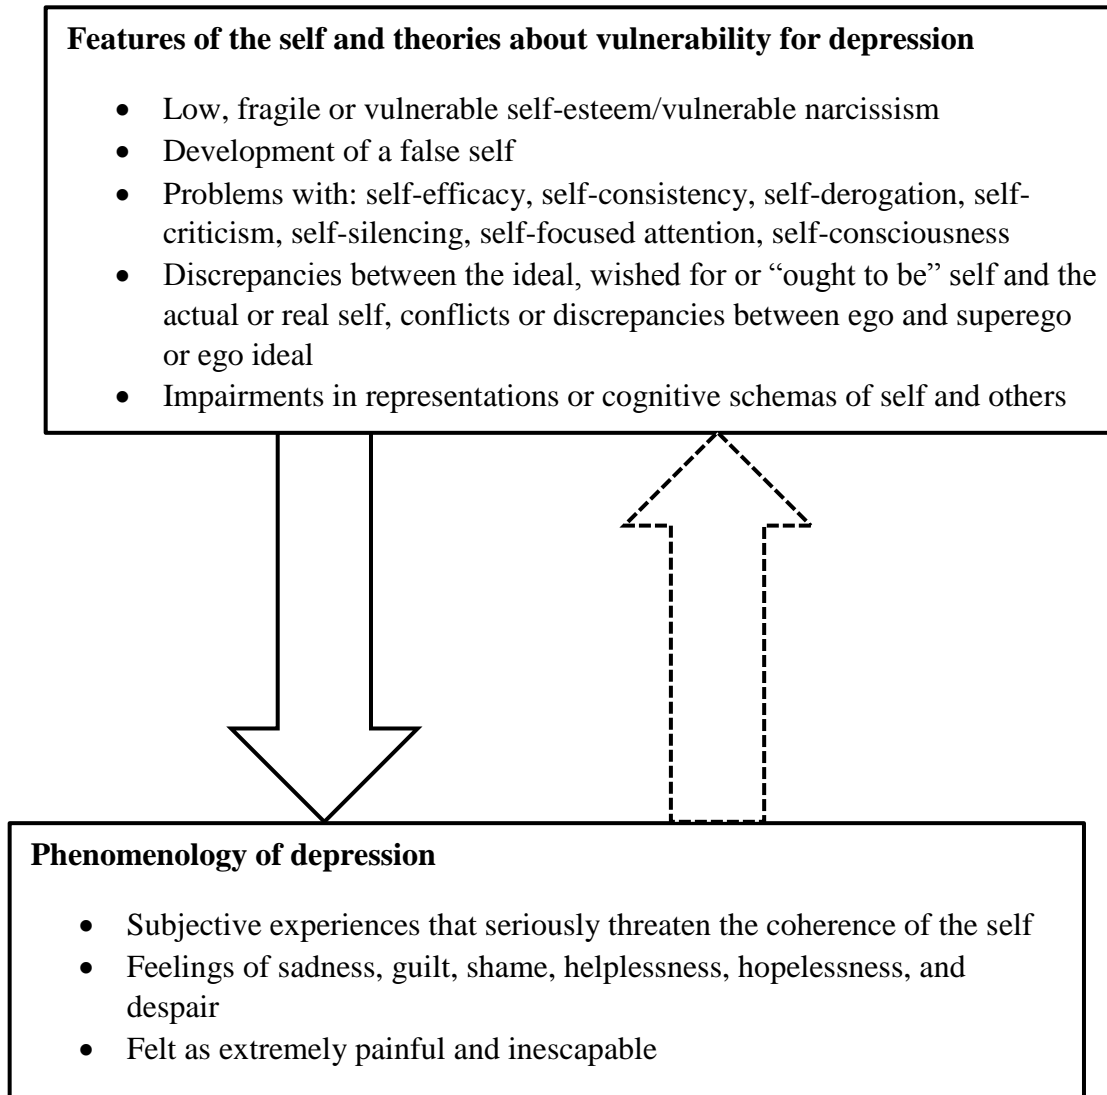 Features of the self and theories about vulnerability for depression
• Low, fragile or vulnerable self-esteem/vulnerable narcissism
• Development of a false self
• Problems with: self-efficacy, self-consistency, self-derogation, self-
criticism, self-silencing, self-focused attention, self-consciousness
• Discrepancies between the ideal, wished for or “ought to be” self and the
actual or real self, conflicts or discrepancies between ego and superego
or ego ideal
• Impairments in representations or cognitive schemas of self and others
Phenomenology of depression
• Subjective experiences that seriously threaten the coherence of the self
• Feelings of sadness, guilt, shame, helplessness, hopelessness, and
despair
• Felt as extremely painful and inescapable